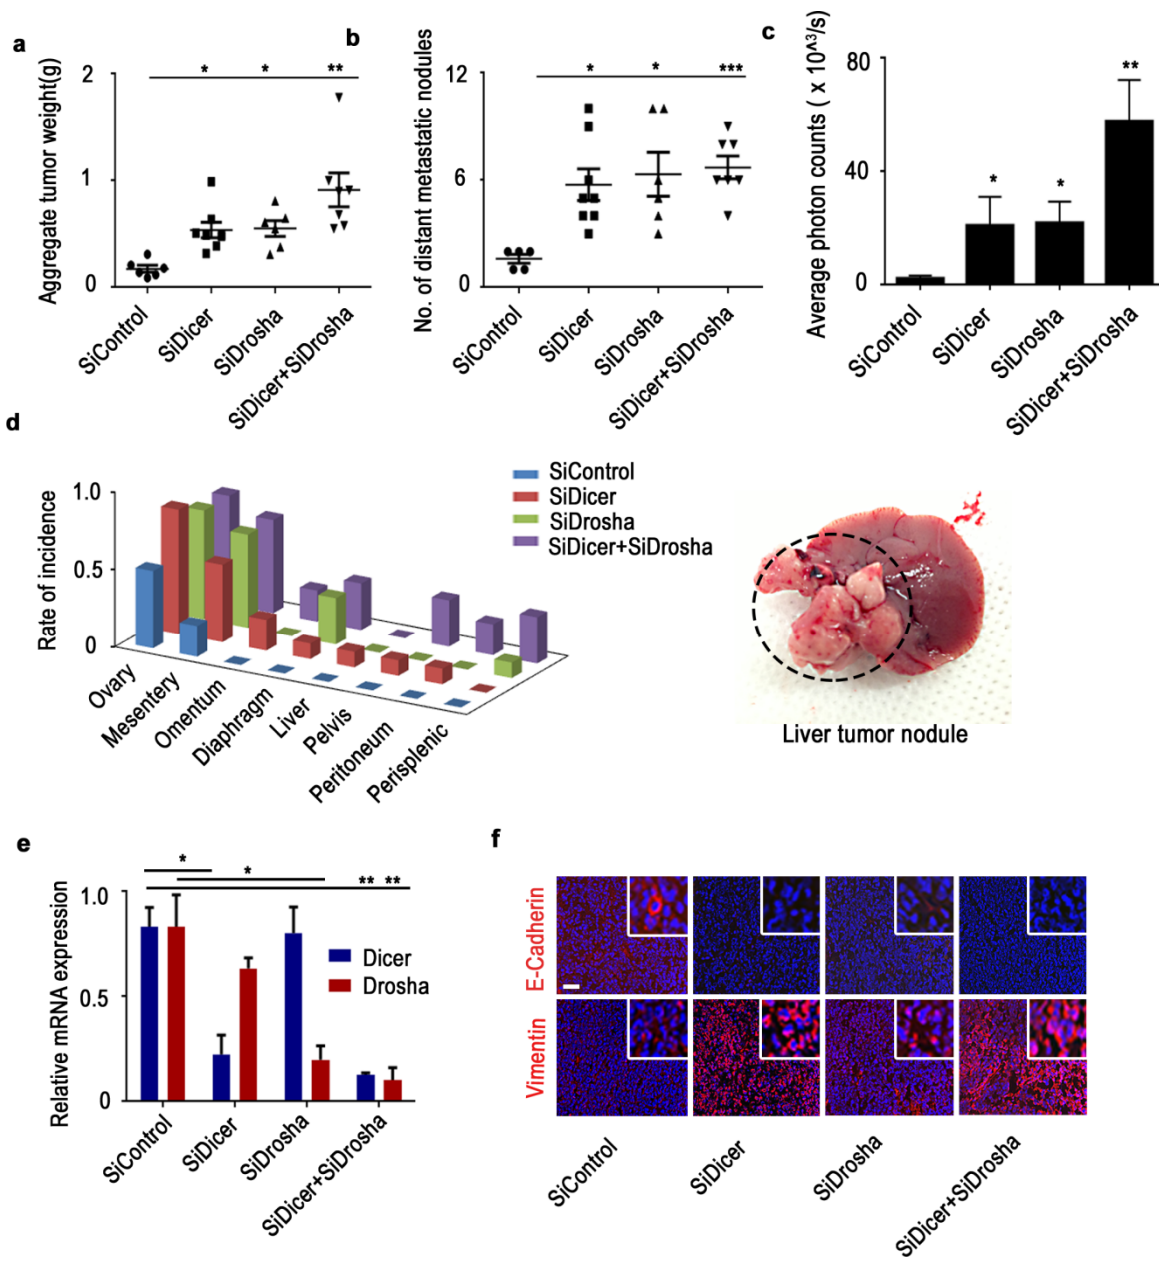 a
Aggregate tumor weight(g)
2
1
0
* * **
SiControl
SiDicer
SiDrosha
SiDicer+SiDrosha
b
No. of distant metastatic nodules
12
6
0
* * ***
SiControl
SiDicer
SiDrosha
SiDicer+SiDrosha
c
Average photon counts ( x 10^3/s)
80
40
0
* * **
SiControl
SiDicer
SiDrosha
SiDicer+SiDrosha
d
Rate of incidence
1.0
0.5
0
Ovary
Mesentery
Omentum
Diaphragm
Liver
Pelvis
Peritoneum
Perisplenic
SiControl
SiDicer
SiDrosha
SiDicer+SiDrosha
Liver tumor nodule
e
Relative mRNA expression
1.0
0.5
0
* * ** **
Dicer
Drosha
SiControl
SiDicer
SiDrosha
SiDicer+SiDrosha
f
E-Cadherin
Vimentin
SiControl
SiDicer
SiDrosha
SiDicer+SiDrosha